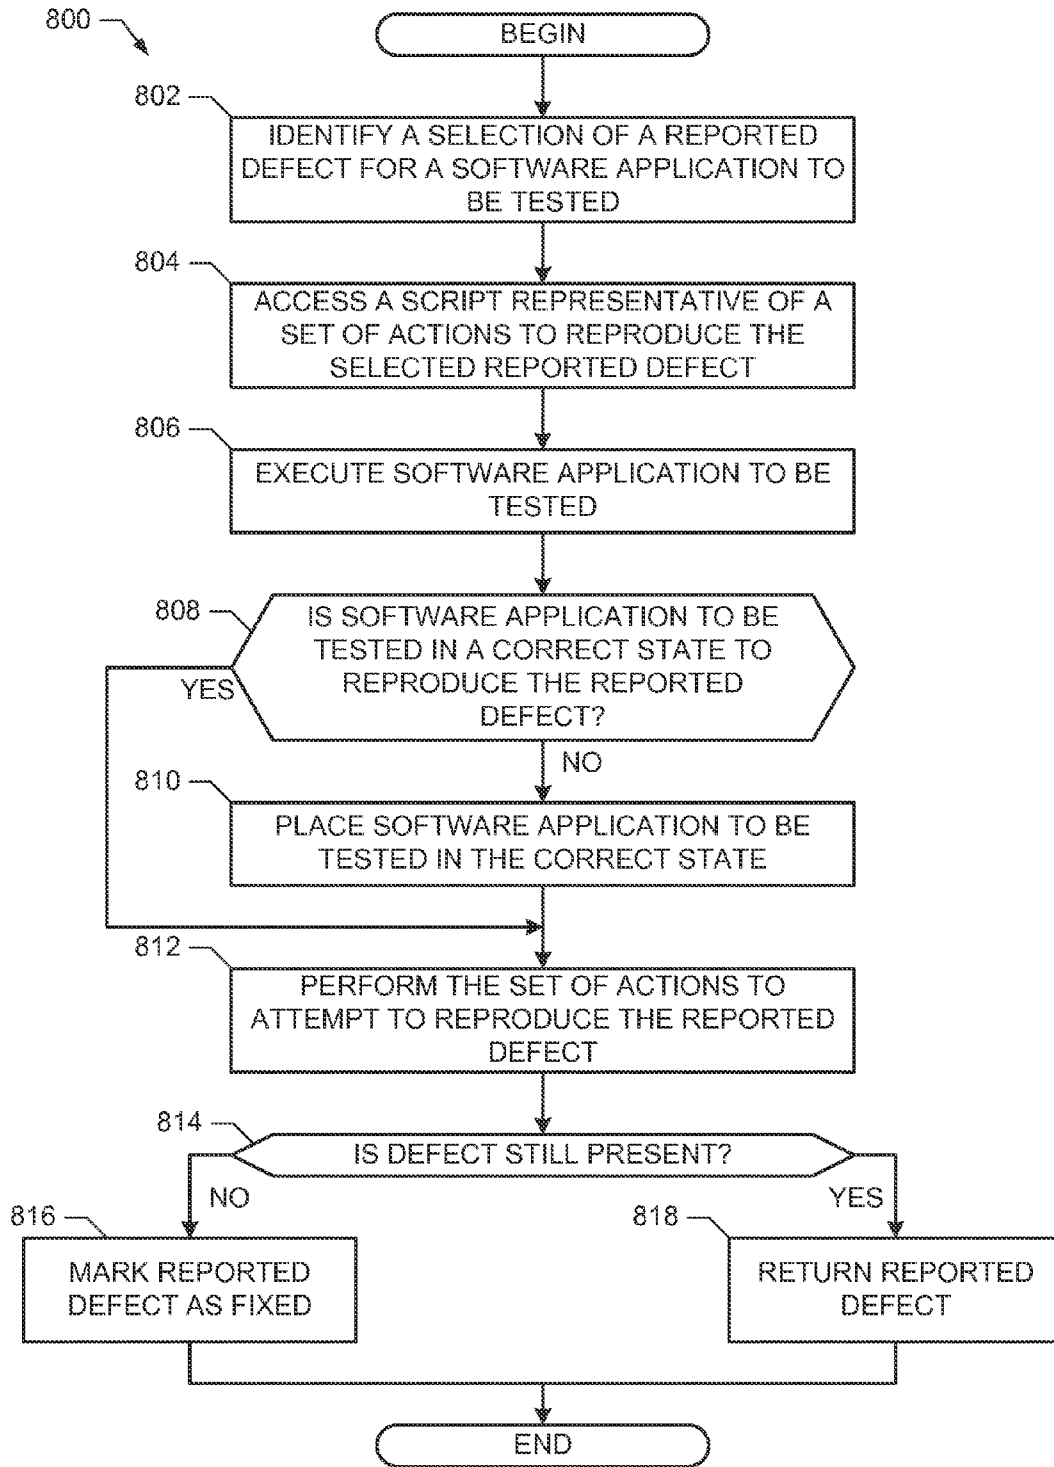 800
BEGIN
802
IDENTIFY A SELECTION OF A REPORTED
DEFECT FOR A SOFTWARE APPLICATION TO
BE TESTED
804
ACCESS A SCRIPT REPRESENTATIVE OF A
SET OF ACTIONS TO REPRODUCE THE
SELECTED REPORTED DEFECT
806
EXECUTE SOFTWARE APPLICATION TO BE
TESTED
808
IS SOFTWARE APPLICATION TO BE
TESTED IN A CORRECT STATE TO
REPRODUCE THE REPORTED
DEFECT?
YES
NO
810
PLACE SOFTWARE APPLICATION TO BE
TESTED IN THE CORRECT STATE
812
PERFORM THE SET OF ACTIONS TO
ATTEMPT TO REPRODUCE THE REPORTED
DEFECT
814
IS DEFECT STILL PRESENT?
NO
YES
816
MARK REPORTED
DEFECT AS FIXED
818
RETURN REPORTED
DEFECT
END